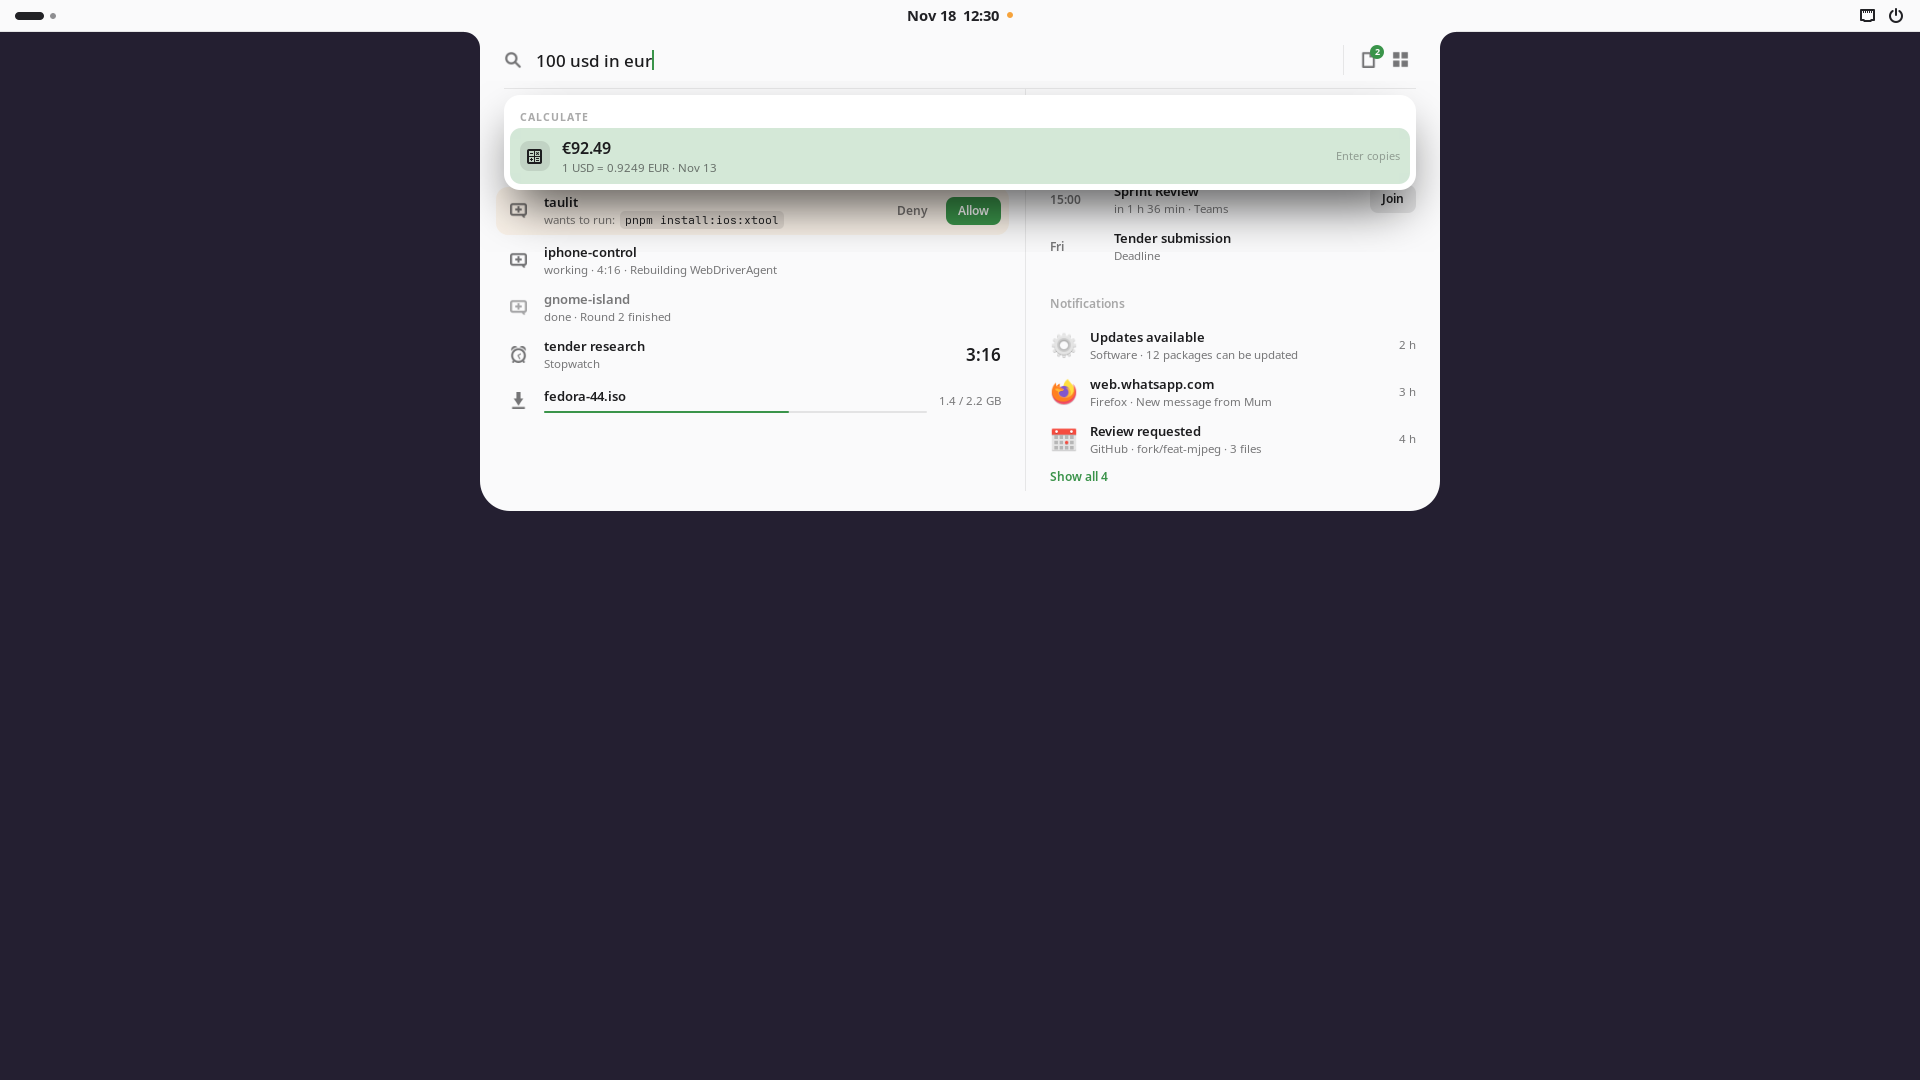 Nov 18 12:30
100 usd in eur
2
CALCULATE
€92.49
1 USD = 0.9249 EUR · Nov 13
Enter copies
taulit
wants to run: pnpm install:ios:xtool
Deny
Allow
iphone-control
working · 4:16 · Rebuilding WebDriverAgent
gnome-island
done · Round 2 finished
tender research
Stopwatch
3:16
fedora-44.iso
1.4 / 2.2 GB
15:00
Sprint Review
in 1 h 36 min · Teams
Join
Fri
Tender submission
Deadline
Notifications
Updates available
Software · 12 packages can be updated
2 h
web.whatsapp.com
Firefox · New message from Mum
3 h
Review requested
GitHub · fork/feat-mjpeg · 3 files
4 h
Show all 4